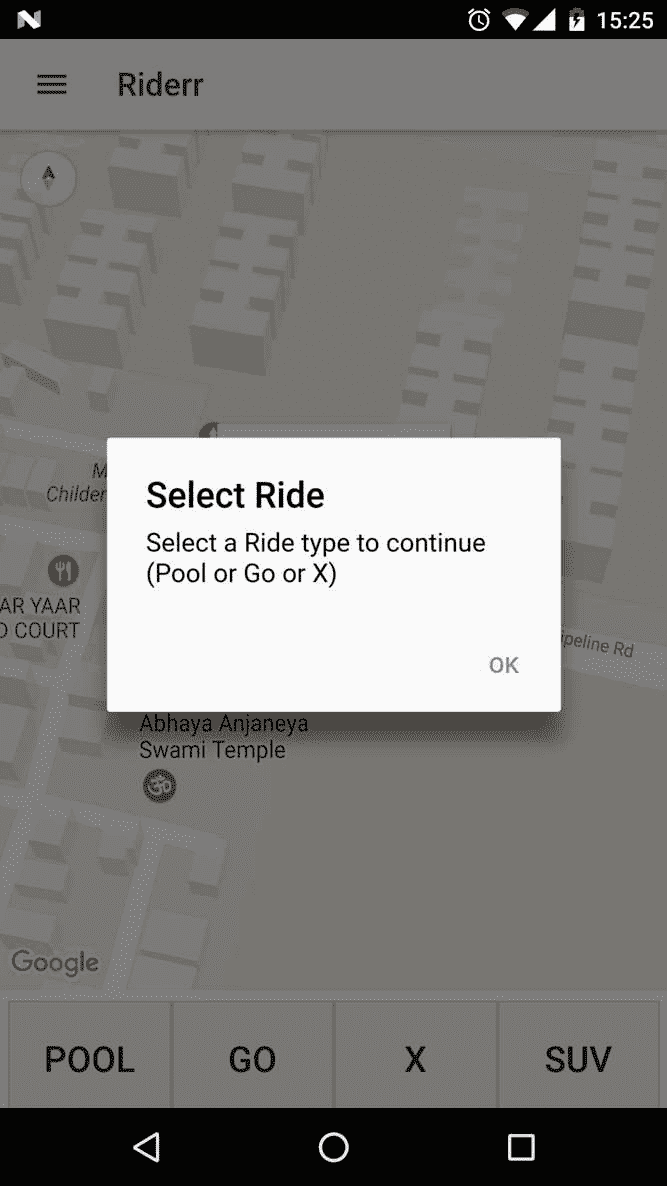 15:25
Riderr
M
Childer
Select Ride
Select a Ride type to continue
(Pool or Go or X)
OK
AR YAAR
D COURT
ipeline Rd
Abhaya Anjaneya
Swami Temple
Google
POOL
GO
X
SUV